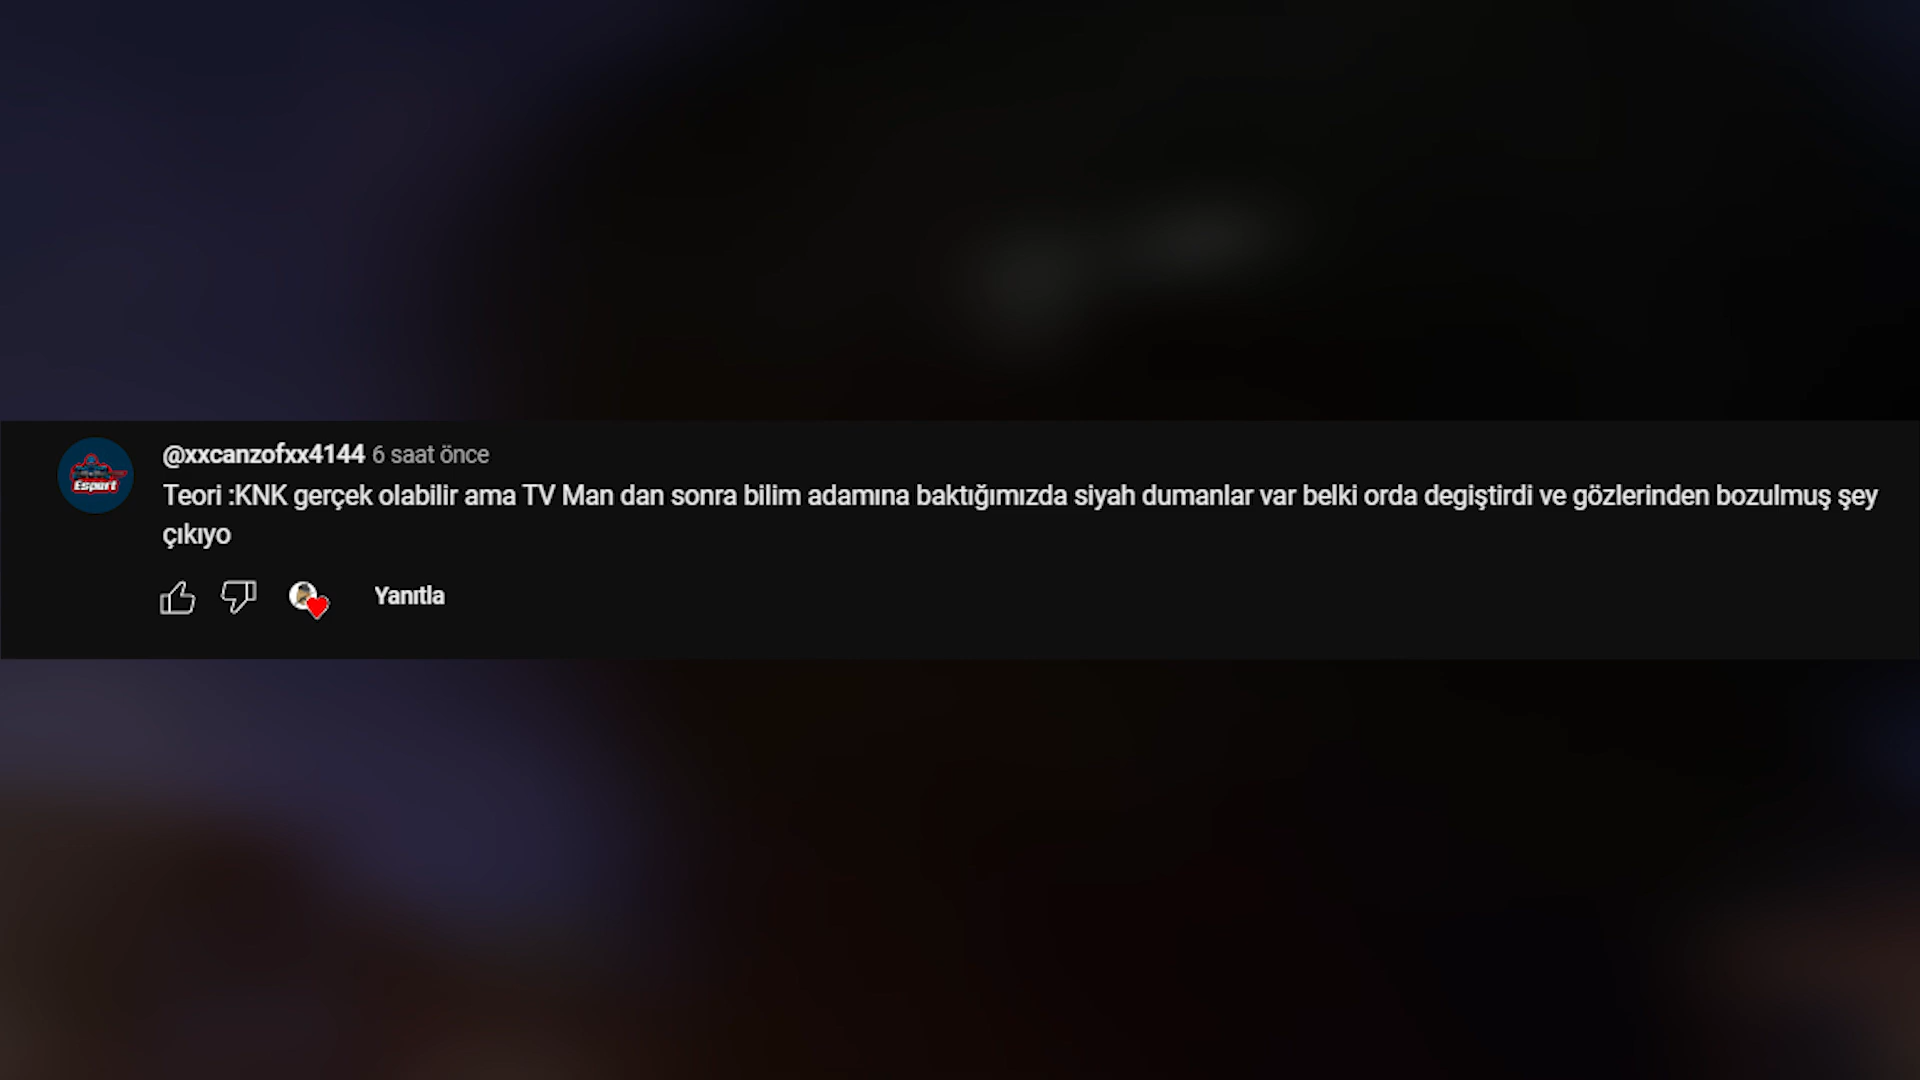 @xxcanzofxx4144 6 saat önce
Teori :KNK gerçek olabilir ama TV Man dan sonra bilim adamına baktığımızda siyah dumanlar var belki orda degiştirdi ve gözlerinden bozulmuş şey
çıkıyo
Yanıtla
Esport